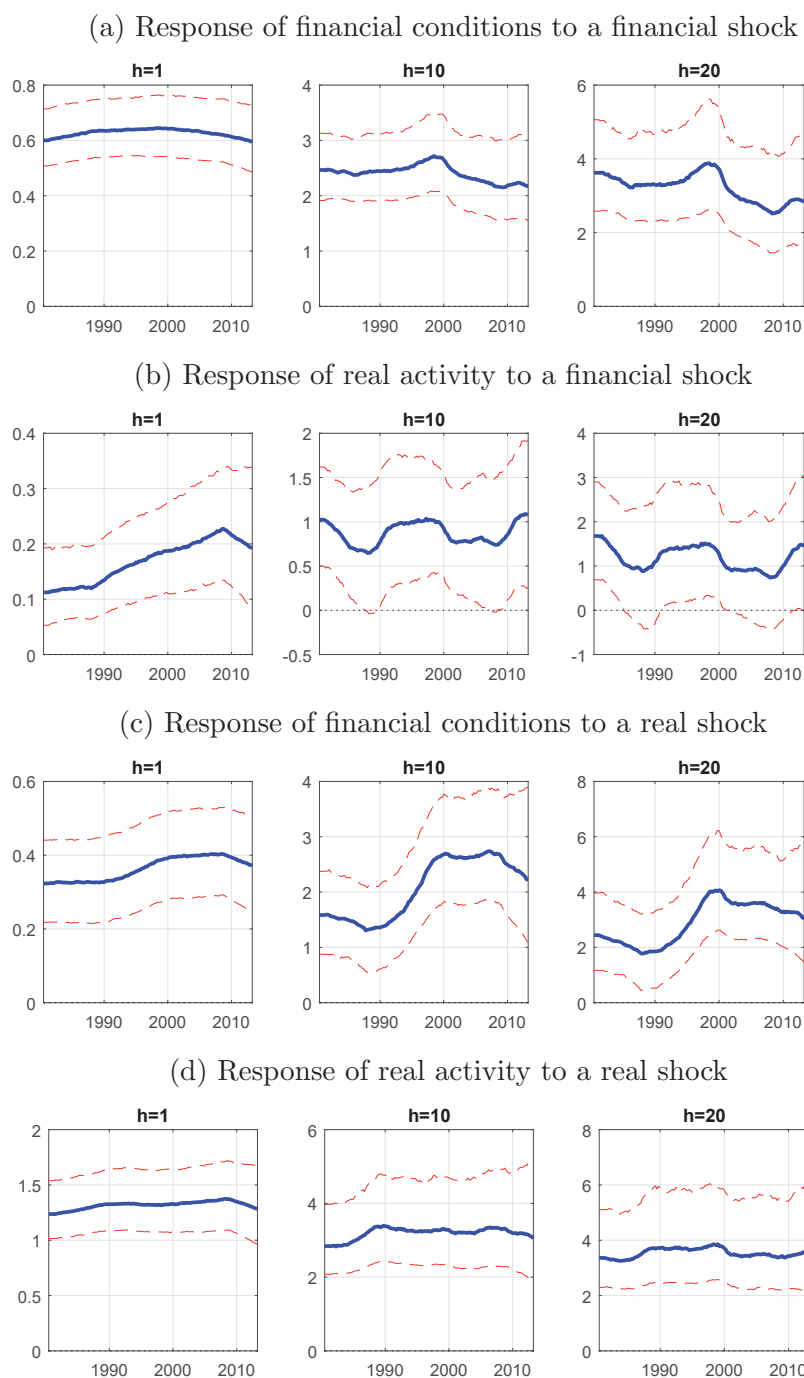 (a) Response of financial conditions to a financial shock
h=1 h=10 h=20
0.8 4 6
0.6 3 4
0.4 2
0.2 1 2
0 0 0
1990 2000 2010 1990 2000 2010 1990 2000 2010
(b) Response of real activity to a financial shock
h=1 h=10 h=20
0.4 2 4
1.5 3
0.3 1 2
0.2 0.5 1
0.1 0 0
0 -0.5 -1
1990 2000 2010 1990 2000 2010 1990 2000 2010
(c) Response of financial conditions to a real shock
h=1 h=10 h=20
0.6 4 8
0.4 3 6
2 4
0.2 1 2
0 0 0
1990 2000 2010 1990 2000 2010 1990 2000 2010
(d) Response of real activity to a real shock
h=1 h=10 h=20
2 6 8
1.5 4 6
1 4
0.5 2 2
0 0 0
1990 2000 2010 1990 2000 2010 1990 2000 2010